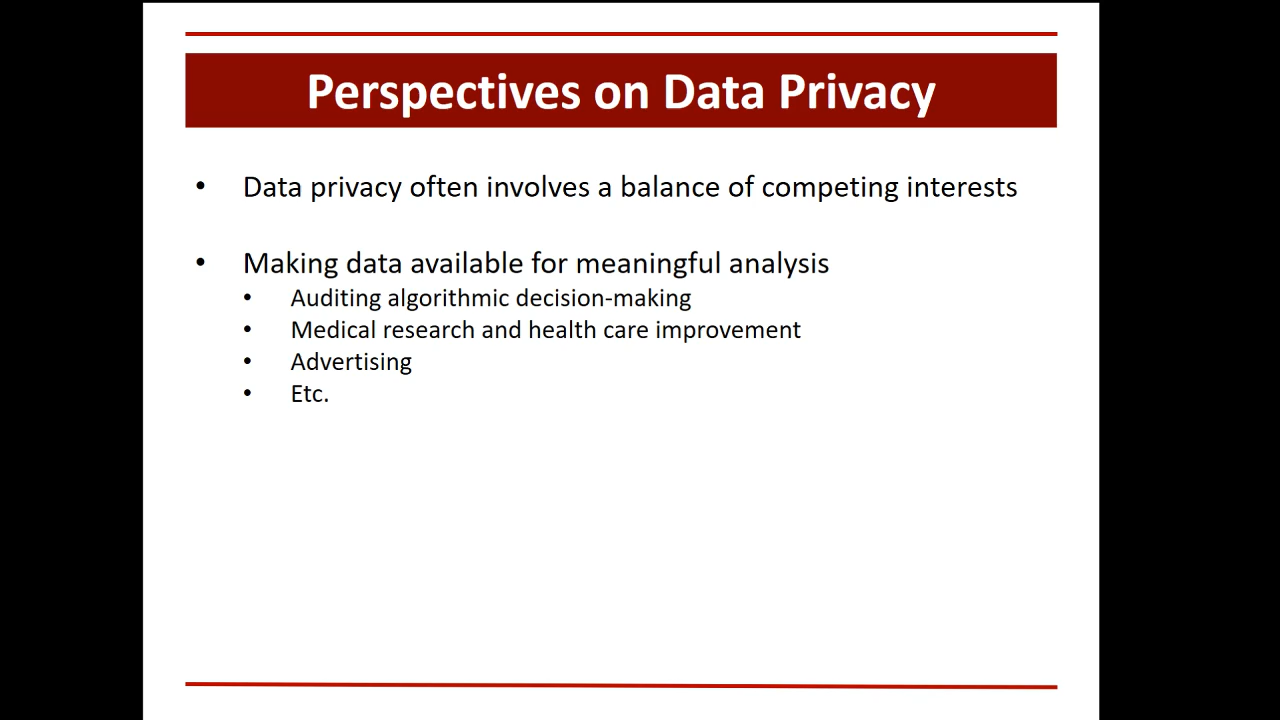 Perspectives on Data Privacy
• Data privacy often involves a balance of competing interests
• Making data available for meaningful analysis
• Auditing algorithmic decision-making
• Medical research and health care improvement
• Advertising
• Etc.